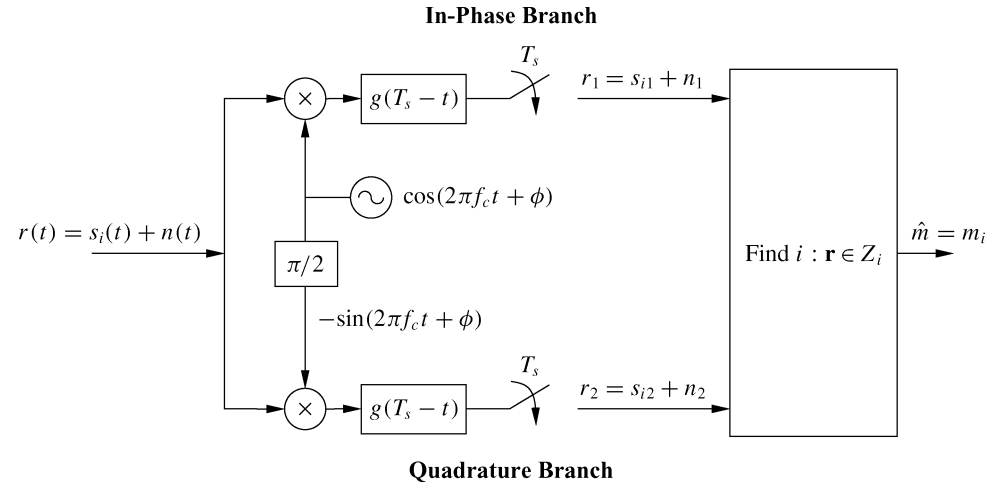 In-Phase Branch
T_s
g(T_s − t)
r_1 = s_{i1} + n_1
cos(2πf_c t + ϕ)
r(t) = s_i(t) + n(t)
π/2
Find i : r ∈ Z_i
m̂ = m_i
−sin(2πf_c t + ϕ)
T_s
g(T_s − t)
r_2 = s_{i2} + n_2
Quadrature Branch